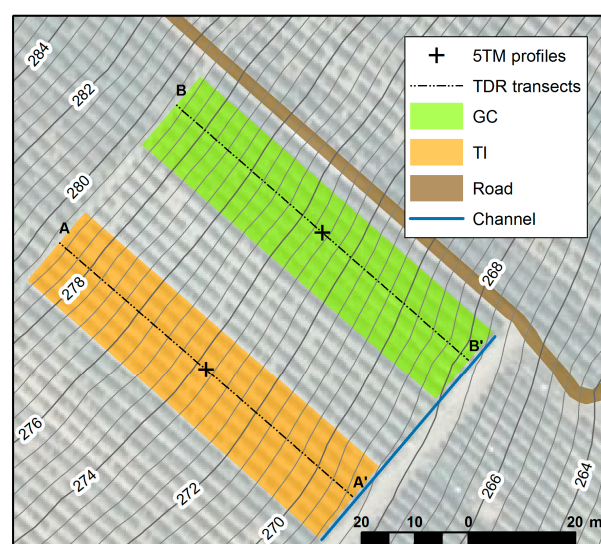 284
282
280
278
276
274
272
270
268
266
264
B
A
B'
A'
5TM profiles
TDR transects
GC
TI
Road
Channel
20 10 0 20 m